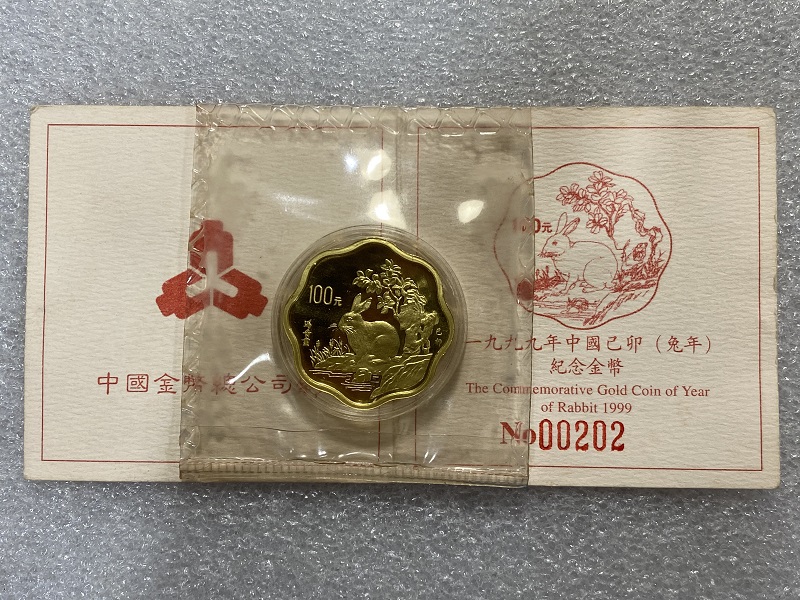 中國金幣總公司
100元
己卯
100元
一九九九年中國己卯（兔年）
紀念金幣
The Commemorative Gold Coin of Year
of Rabbit 1999
No00202